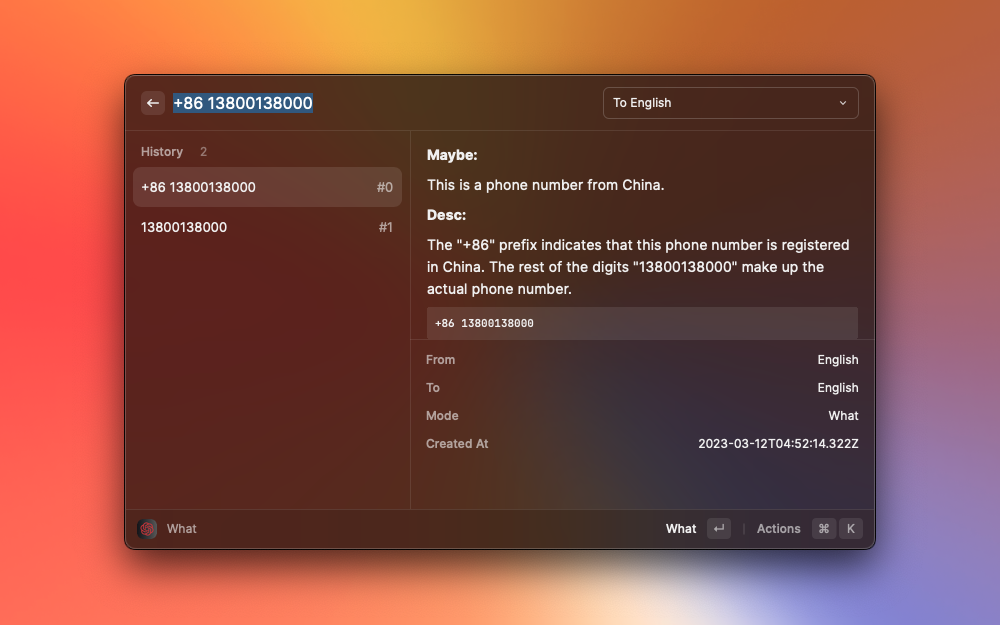 +86 13800138000
To English
History 2
+86 13800138000 #0
13800138000 #1
Maybe:
This is a phone number from China.
Desc:
The "+86" prefix indicates that this phone number is registered
in China. The rest of the digits "13800138000" make up the
actual phone number.
+86 13800138000
From English
To English
Mode What
Created At 2023-03-12T04:52:14.322Z
What
What ↵ | Actions ⌘ K